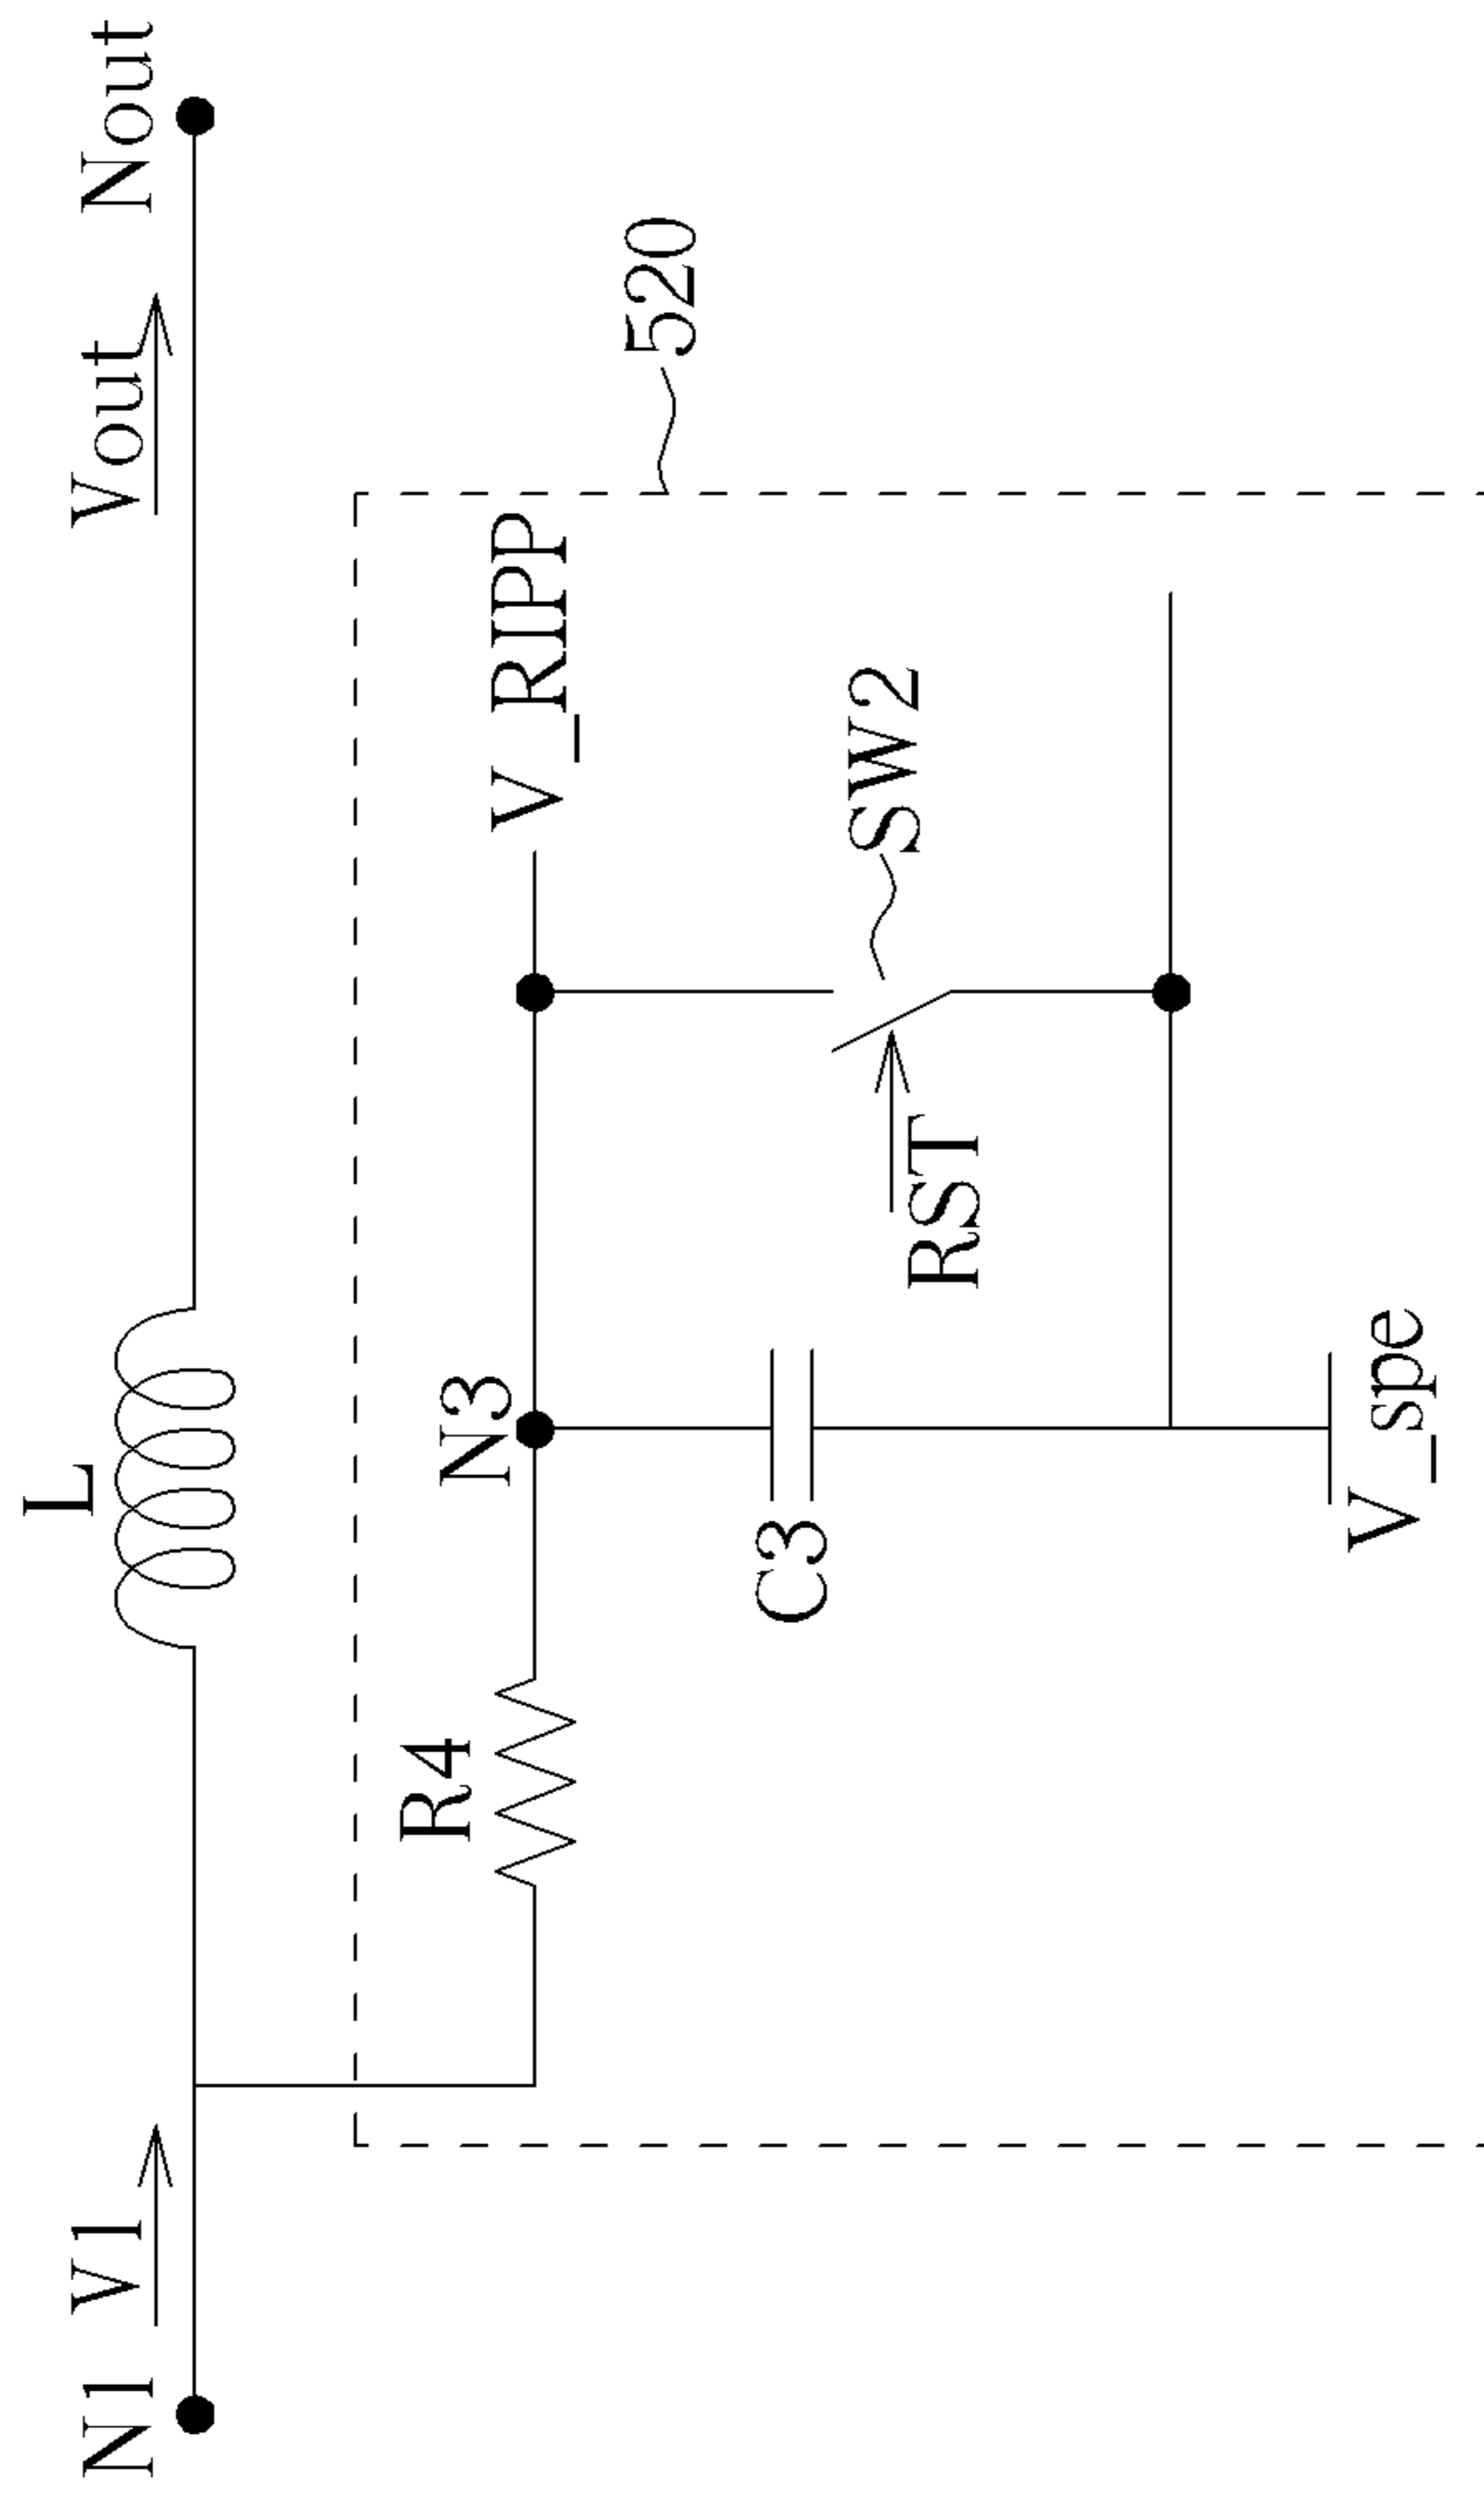 L
N1
V1
Vout
Nout
520
R4
N3
V_RIPP
C3
SW2
RST
V_spe